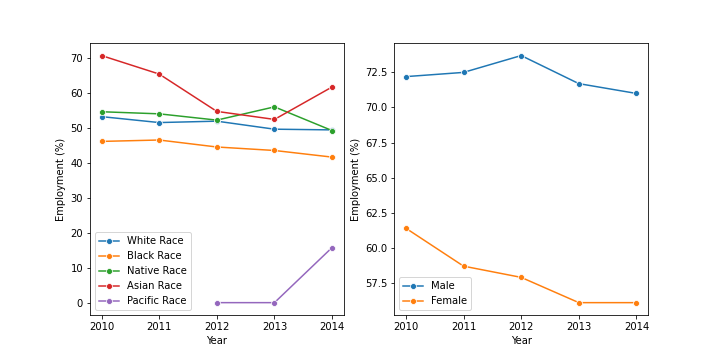 70
60
50
40
30
20
10
0
Employment (%)
White Race
Black Race
Native Race
Asian Race
Pacific Race
2010 2011 2012 2013 2014
Year
72.5
70.0
67.5
65.0
62.5
60.0
57.5
Employment (%)
Male
Female
2010 2011 2012 2013 2014
Year